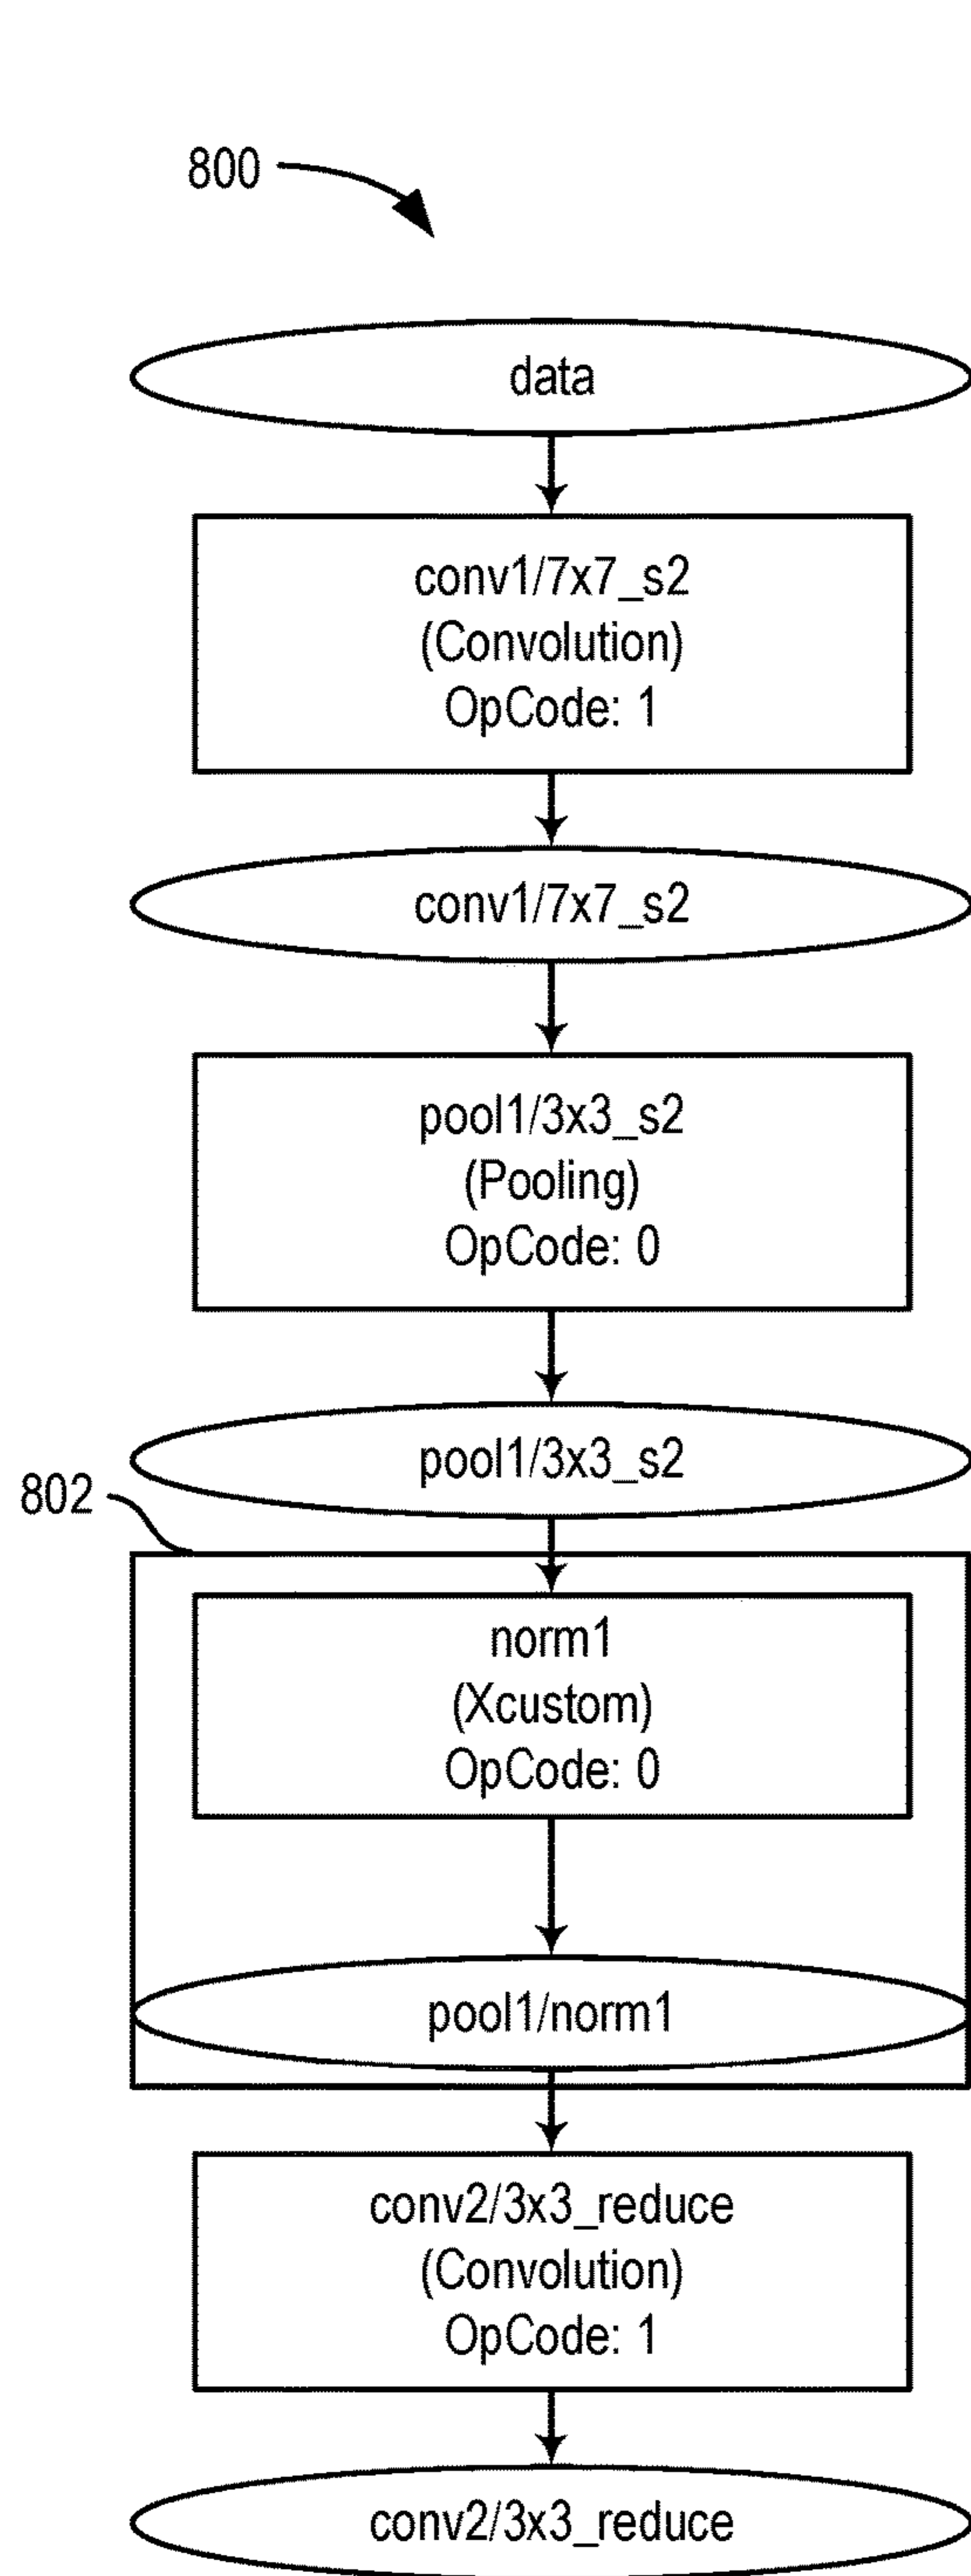 800
data
conv1/7x7_s2
(Convolution)
OpCode: 1
conv1/7x7_s2
pool1/3x3_s2
(Pooling)
OpCode: 0
pool1/3x3_s2
802
norm1
(Xcustom)
OpCode: 0
pool1/norm1
conv2/3x3_reduce
(Convolution)
OpCode: 1
conv2/3x3_reduce